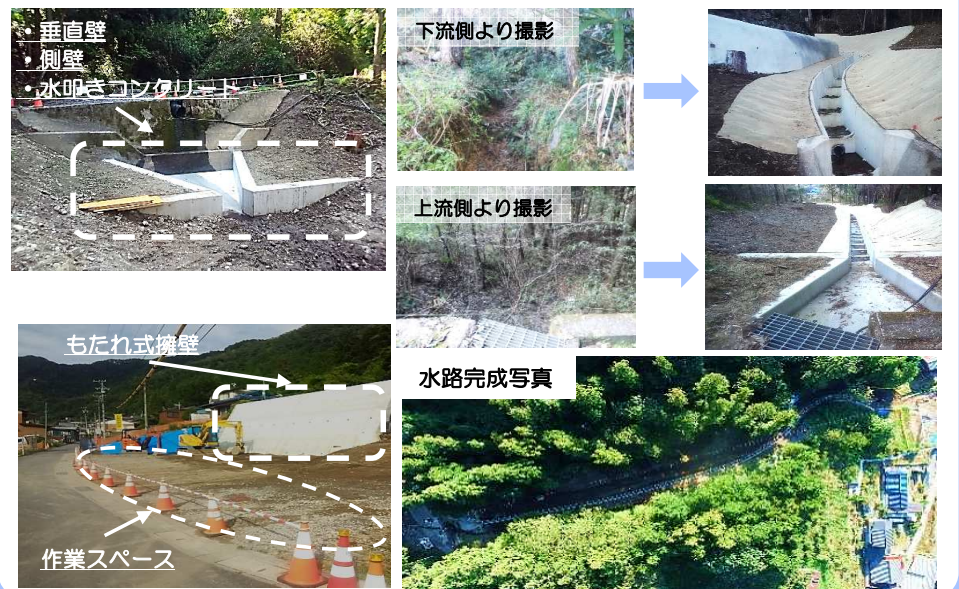 ・垂直壁
・側壁
・水叩きコンクリート
下流側より撮影
上流側より撮影
もたれ式擁壁
作業スペース
水路完成写真